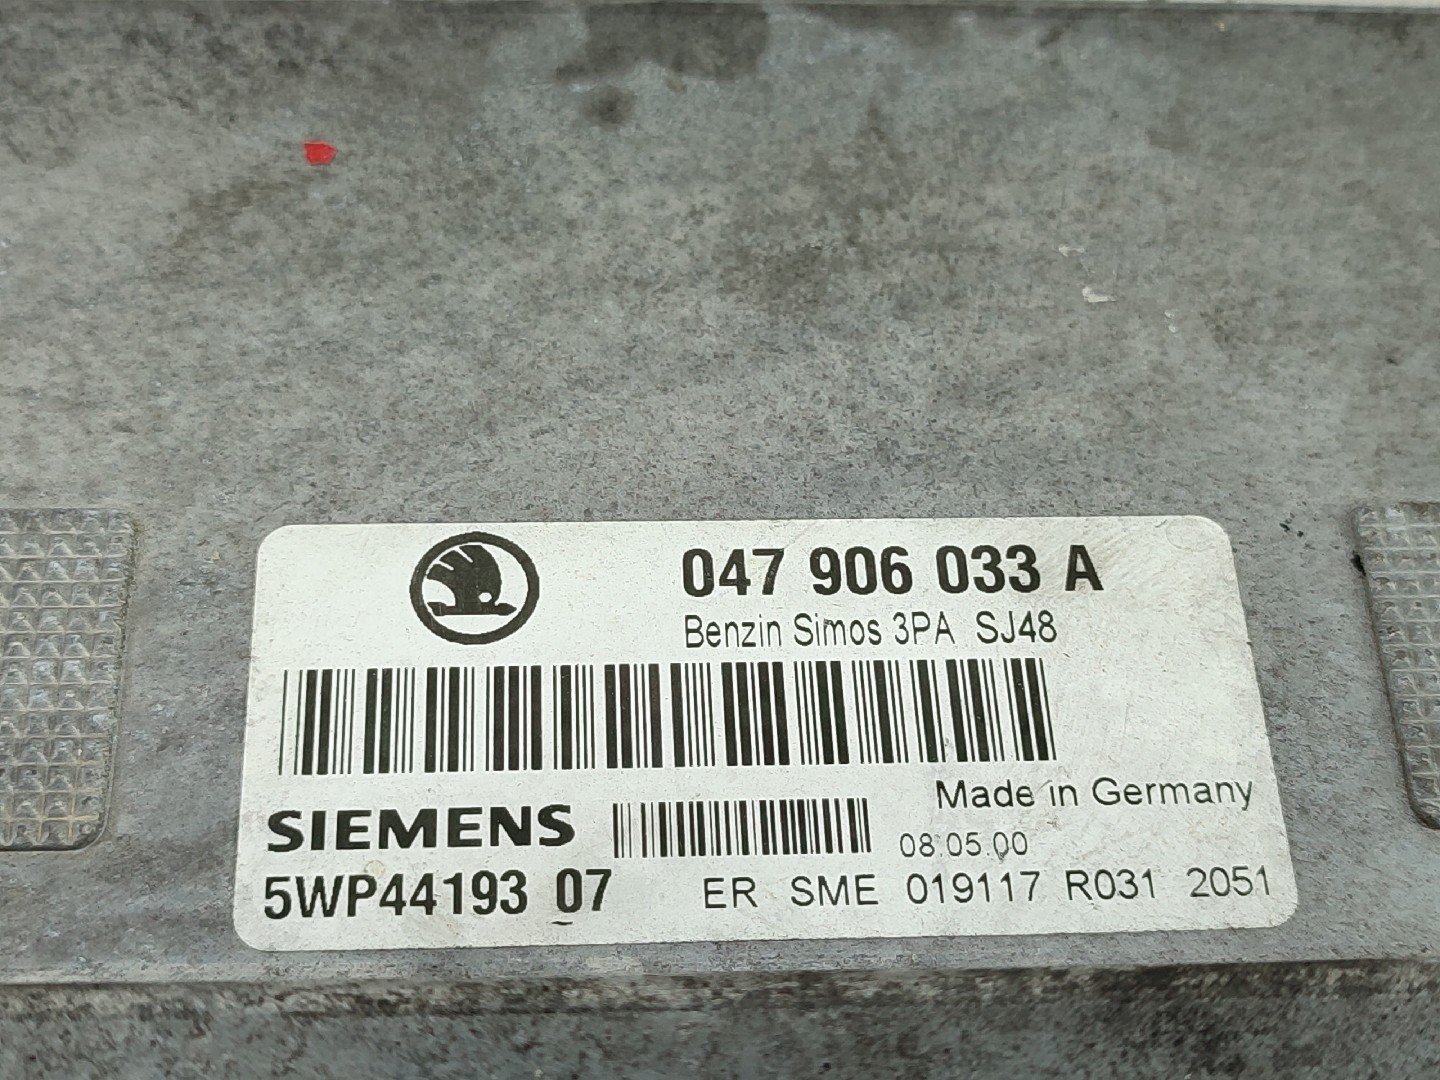 047 906 033 A
Benzin Simos 3PA SJ48
Made in Germany
SIEMENS
08.05.00
5WP44193 07 ER SME 019117 R031 2051